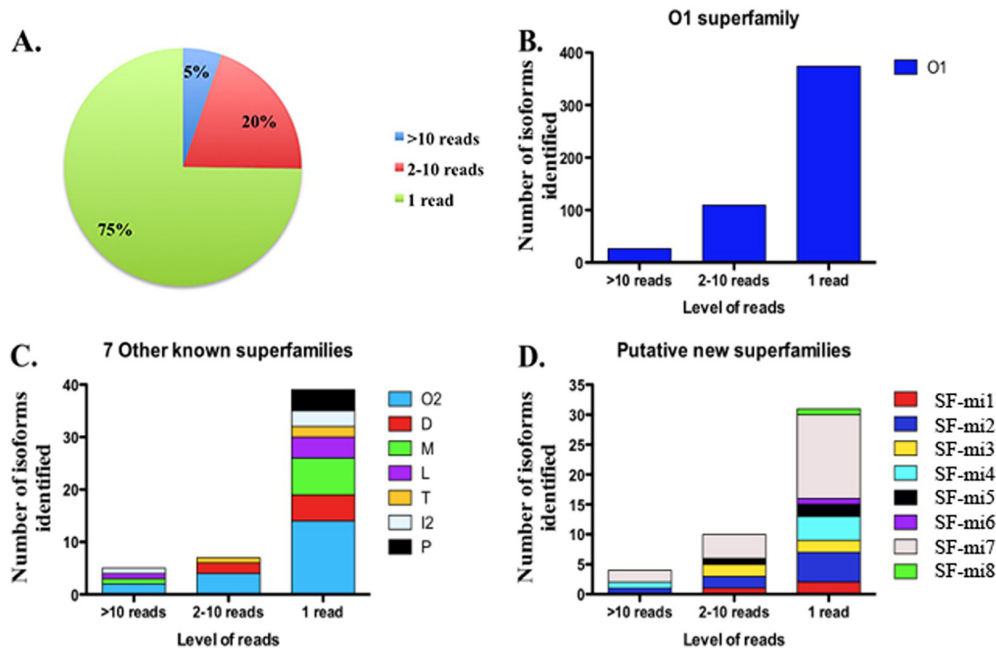 A.
5%
20%
75%
>10 reads
2-10 reads
1 read
B.
O1 superfamily
Number of isoforms
identified
400
300
200
100
0
>10 reads
2-10 reads
1 read
Level of reads
O1
C.
7 Other known superfamilies
Number of isoforms
identified
40
30
20
10
0
>10 reads
2-10 reads
1 read
Level of reads
O2
D
M
L
T
I2
P
D.
Putative new superfamilies
Number of isoforms
identified
35
30
25
20
15
10
5
0
>10 reads
2-10 reads
1 read
Level of reads
SF-mi1
SF-mi2
SF-mi3
SF-mi4
SF-mi5
SF-mi6
SF-mi7
SF-mi8